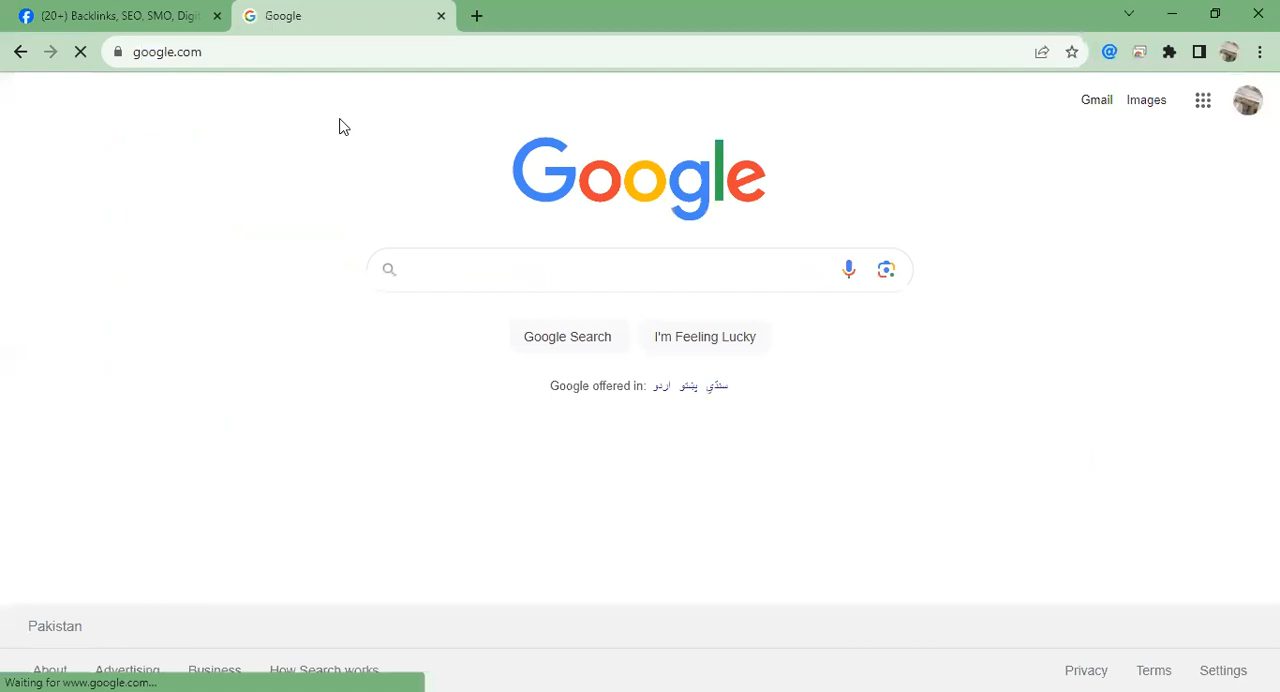 (20+) Backlinks, SEO, SMO, Digit
Google
google.com
Gmail Images
Google
Google Search I'm Feeling Lucky
Google offered in: اردو پښتو سنڌي
Pakistan
About Advertising Business How Search works
Privacy Terms Settings
Waiting for www.google.com...